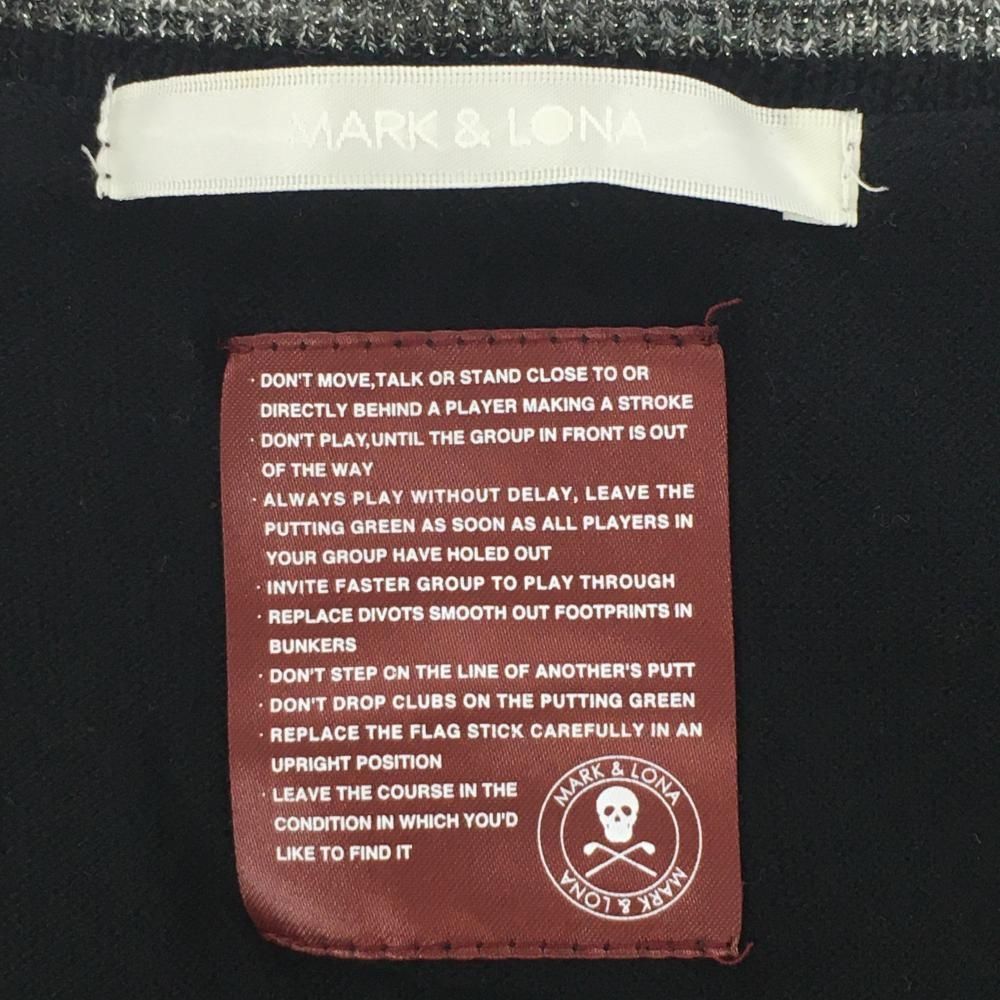 MARK & LONA
· DON'T MOVE,TALK OR STAND CLOSE TO OR
DIRECTLY BEHIND A PLAYER MAKING A STROKE
· DON'T PLAY,UNTIL THE GROUP IN FRONT IS OUT
OF THE WAY
· ALWAYS PLAY WITHOUT DELAY, LEAVE THE
PUTTING GREEN AS SOON AS ALL PLAYERS IN
YOUR GROUP HAVE HOLED OUT
· INVITE FASTER GROUP TO PLAY THROUGH
· REPLACE DIVOTS SMOOTH OUT FOOTPRINTS IN
BUNKERS
· DON'T STEP ON THE LINE OF ANOTHER'S PUTT
· DON'T DROP CLUBS ON THE PUTTING GREEN
· REPLACE THE FLAG STICK CAREFULLY IN AN
UPRIGHT POSITION
· LEAVE THE COURSE IN THE
CONDITION IN WHICH YOU'D
LIKE TO FIND IT
MARK & LONA
MARK & LONA